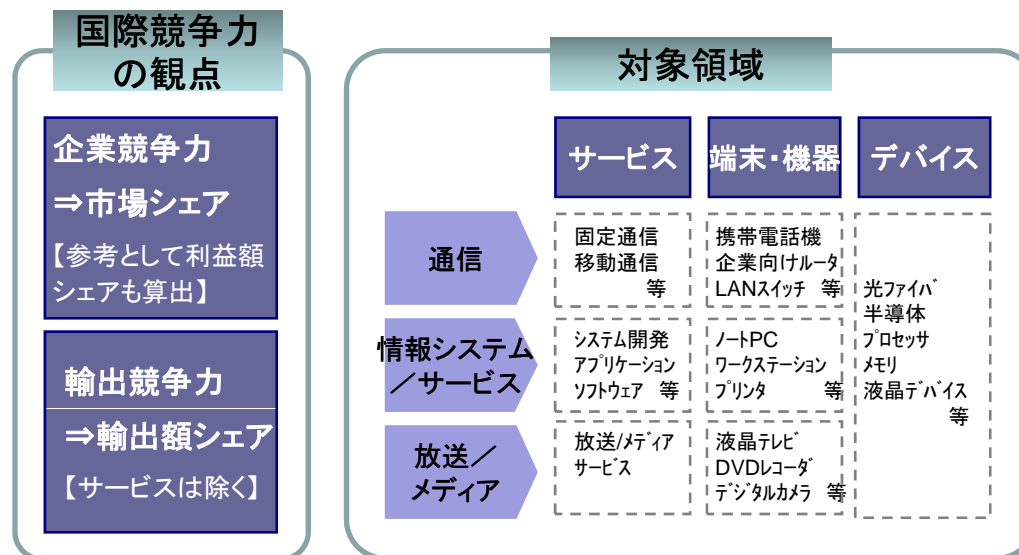 国際競争力
の観点
企業競争力
⇒市場シェア
【参考として利益額
シェアも算出】
輸出競争力
⇒輸出額シェア
【サービスは除く】
対象領域
サービス
端末・機器
デバイス
通信
固定通信
移動通信
等
携帯電話機
企業向けルータ
LANスイッチ 等
情報システム
／サービス
システム開発
アプリケーション
ソフトウェア 等
ノートPC
ワークステーション
プリンタ 等
放送／
メディア
放送/メディア
サービス
液晶テレビ
DVDレコーダ
デジタルカメラ 等
光ファイバ
半導体
プロセッサ
メモリ
液晶デバイス
等